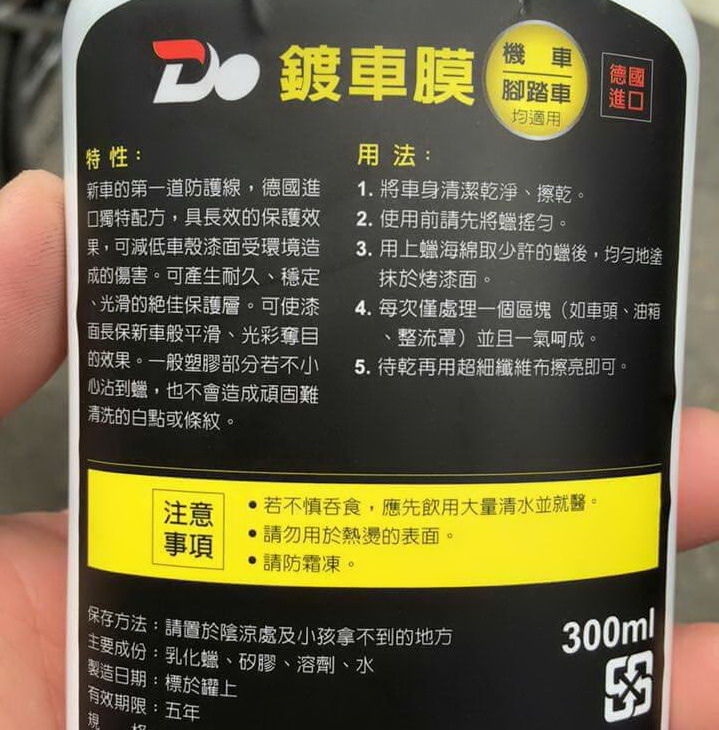 Do 鍍車膜
機車
腳踏車
均適用
德國
進口
特性：
新車的第一道防護線，德國進
口獨特配方，具長效的保護效
果，可減低車殼漆面受環境造
成的傷害。可產生耐久、穩定
、光滑的絕佳保護層。可使漆
面長保新車般平滑、光彩奪目
的效果。一般塑膠部分若不小
心沾到蠟，也不會造成頑固難
清洗的白點或條紋。
用法：
1. 將車身清潔乾淨、擦乾。
2. 使用前請先將蠟搖勻。
3. 用上蠟海綿取少許的蠟後，均勻地塗
抹於烤漆面。
4. 每次僅處理一個區塊（如車頭、油箱
、整流罩）並且一氣呵成。
5. 待乾再用超細纖維布擦亮即可。
注意
事項
• 若不慎吞食，應先飲用大量清水並就醫。
• 請勿用於熱燙的表面。
• 請防霜凍。
保存方法：請置於陰涼處及小孩拿不到的地方
主要成份：乳化蠟、矽膠、溶劑、水
製造日期：標於罐上
有效期限：五年
規格
300ml